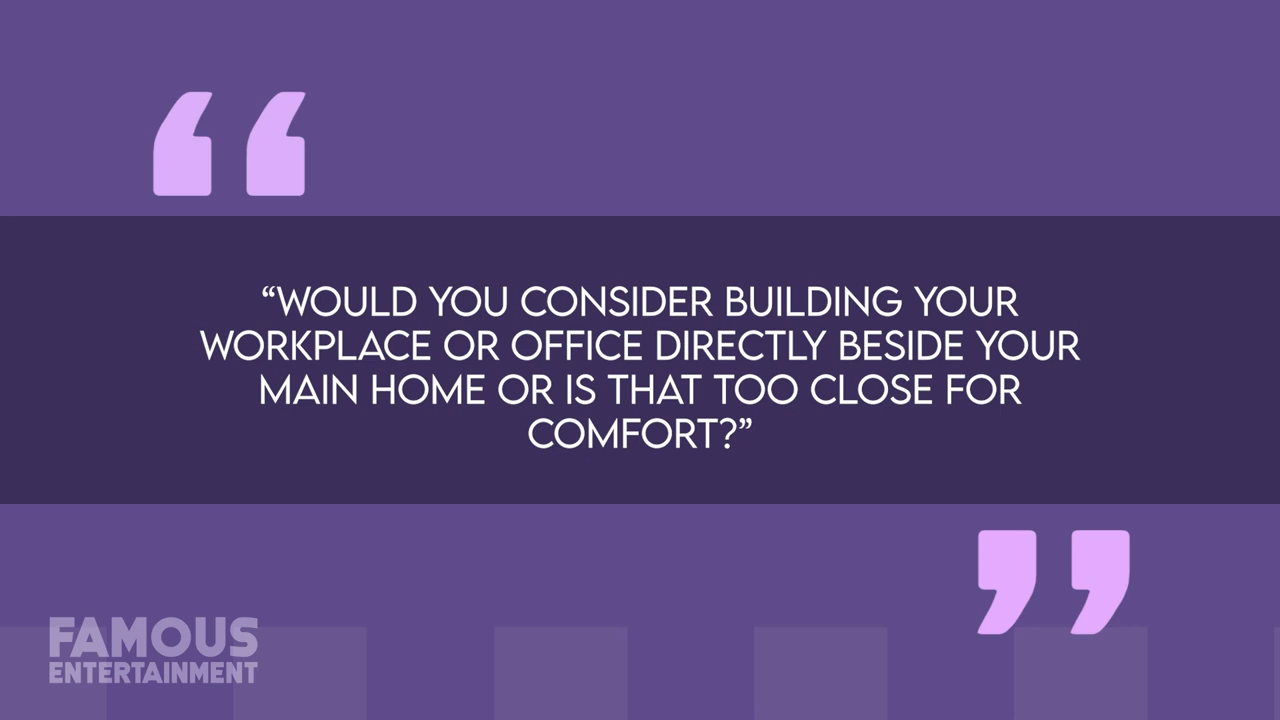 “WOULD YOU CONSIDER BUILDING YOUR
WORKPLACE OR OFFICE DIRECTLY BESIDE YOUR
MAIN HOME OR IS THAT TOO CLOSE FOR
COMFORT?”
FAMOUS
ENTERTAINMENT